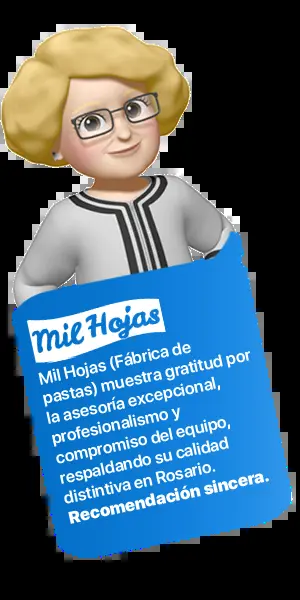 Mil Hojas
Mil Hojas (Fábrica de
pastas) muestra gratitud por
la asesoría excepcional,
profesionalismo y
compromiso del equipo,
respaldando su calidad
distintiva en Rosario.
Recomendación sincera.